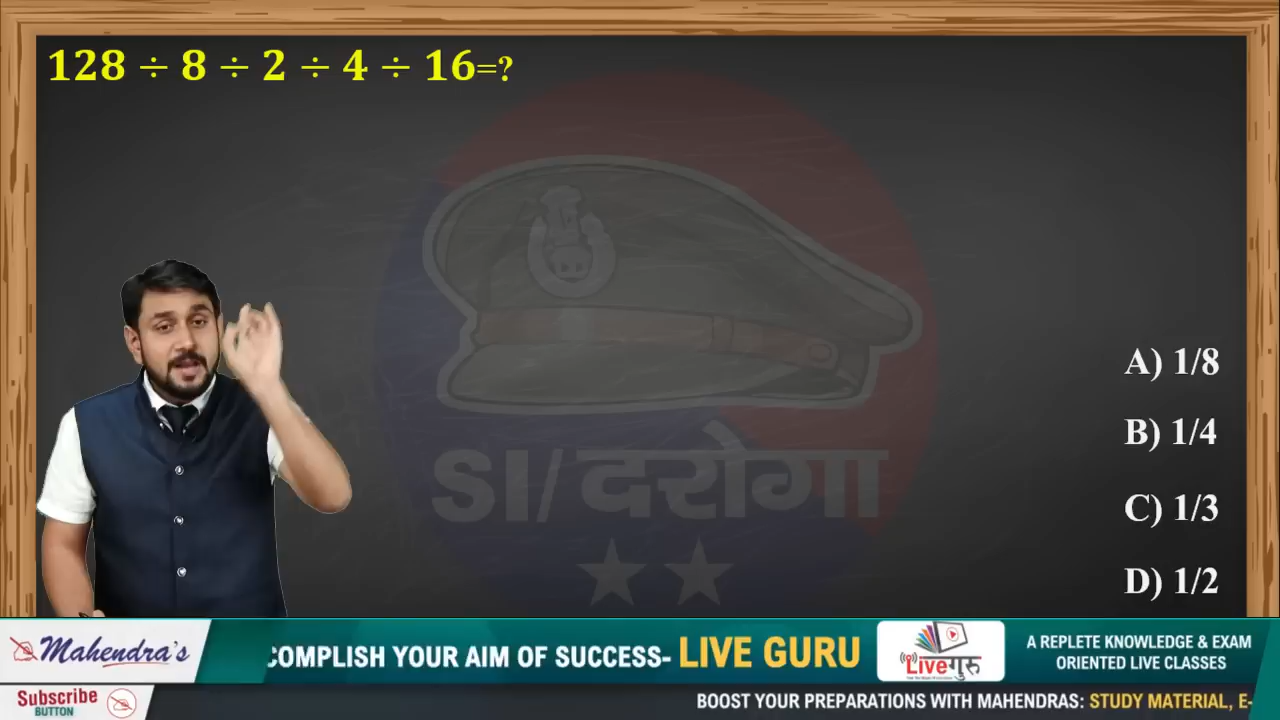 128 ÷ 8 ÷ 2 ÷ 4 ÷ 16=?
A) 1/8
B) 1/4
C) 1/3
D) 1/2
SI/दरोगा
Mahendra's
COMPLISH YOUR AIM OF SUCCESS- LIVE GURU
Liveगुरू
A REPLETE KNOWLEDGE & EXAM
ORIENTED LIVE CLASSES
Subscribe
BUTTON
BOOST YOUR PREPARATIONS WITH MAHENDRAS: STUDY MATERIAL, E-